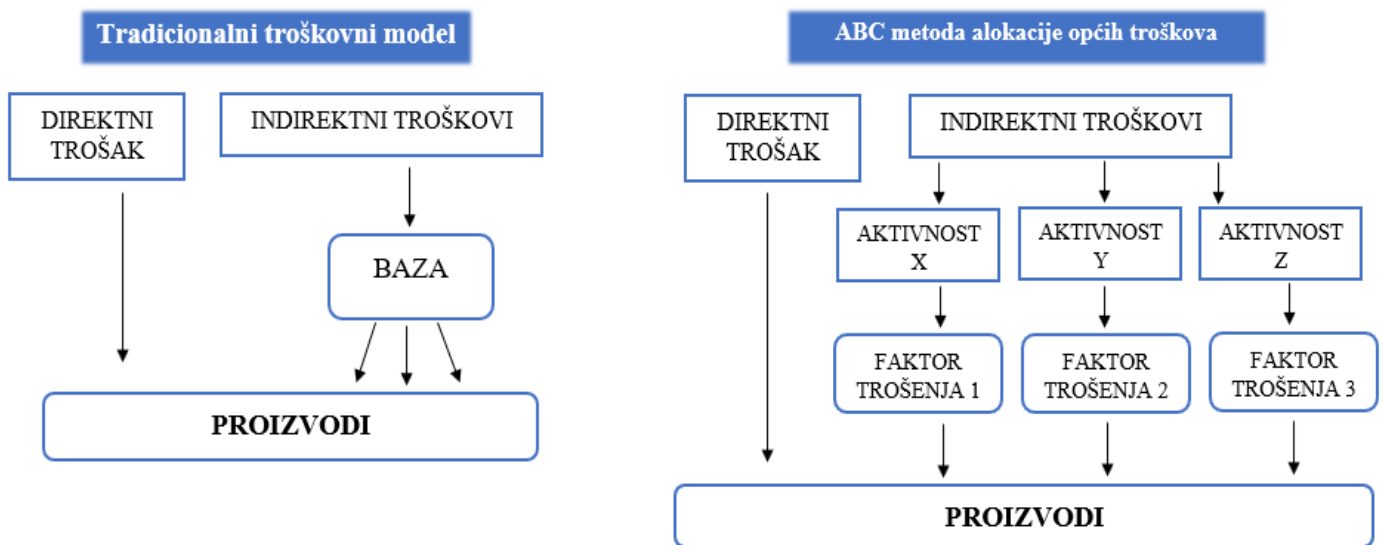 Tradicionalni troškovni model
DIREKTNI
TROŠAK
INDIREKTNI TROŠKOVI
BAZA
PROIZVODI
ABC metoda alokacije općih troškova
DIREKTNI
TROŠAK
INDIREKTNI TROŠKOVI
AKTIVNOST
X
AKTIVNOST
Y
AKTIVNOST
Z
FAKTOR
TROŠENJA 1
FAKTOR
TROŠENJA 2
FAKTOR
TROŠENJA 3
PROIZVODI